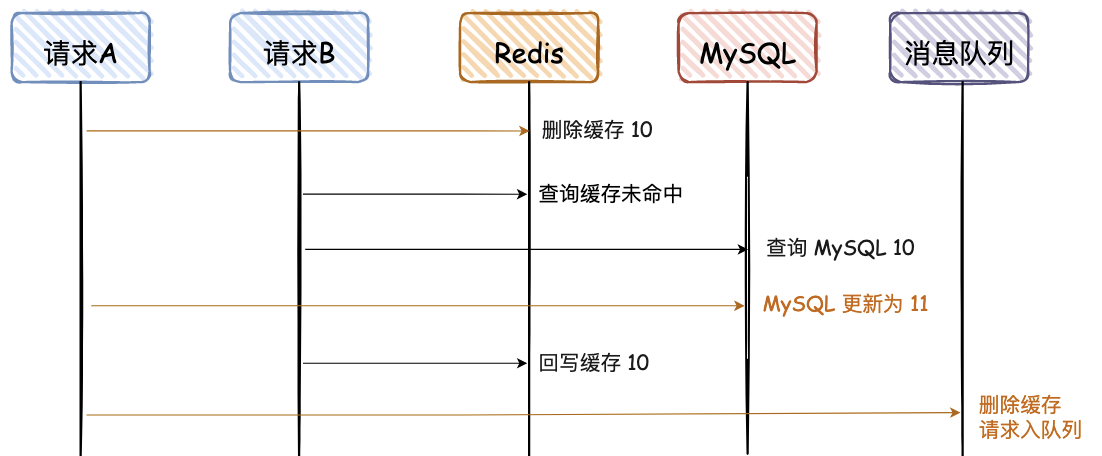 请求A
请求B
Redis
MySQL
消息队列
删除缓存 10
查询缓存未命中
查询 MySQL 10
MySQL 更新为 11
回写缓存 10
删除缓存
请求入队列